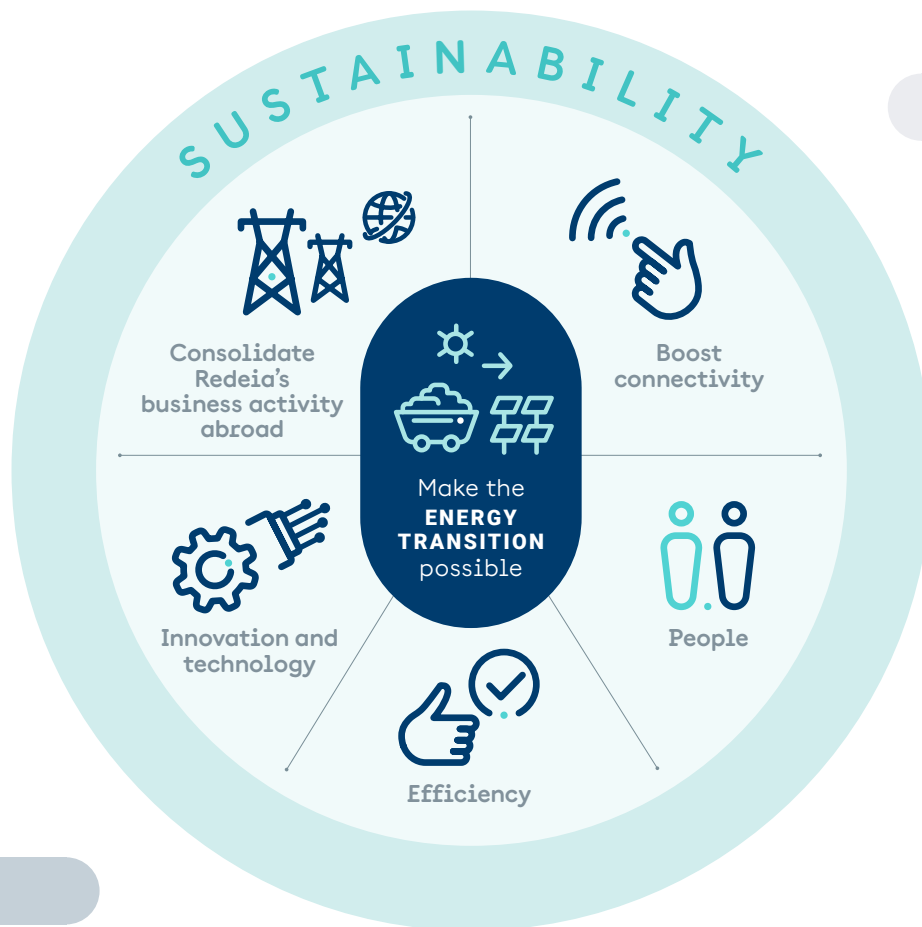 SUSTAINABILITY
Consolidate
Redeia’s
business activity
abroad
Boost
connectivity
Make the
ENERGY
TRANSITION
possible
Innovation and
technology
People
Efficiency